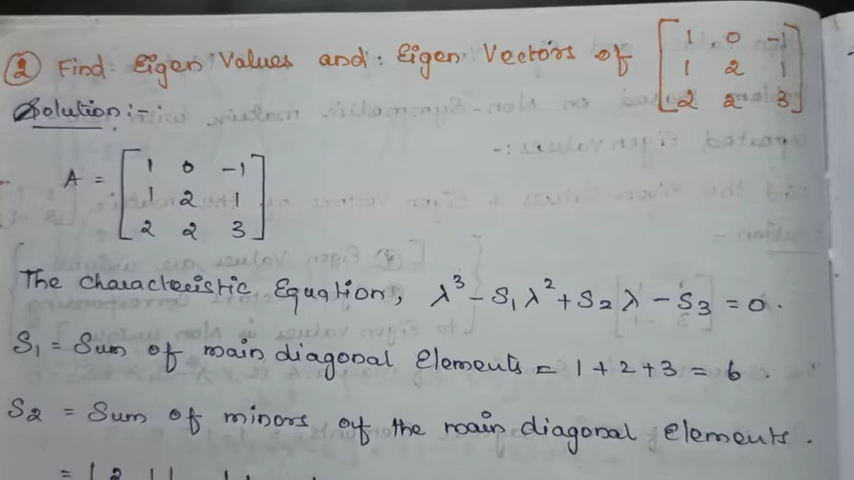 ② Find Eigen Values and Eigen Vectors of [1 0 -1
1 2 1
2 2 3]
Solution:-
A = [1 0 -1
1 2 1
2 2 3]
The characteristic Equation, λ³ - S₁λ² + S₂λ - S₃ = 0.
S₁ = Sum of main diagonal Elements = 1+2+3 = 6.
S₂ = Sum of minors of the main diagonal Elements.
= | 2 1 |